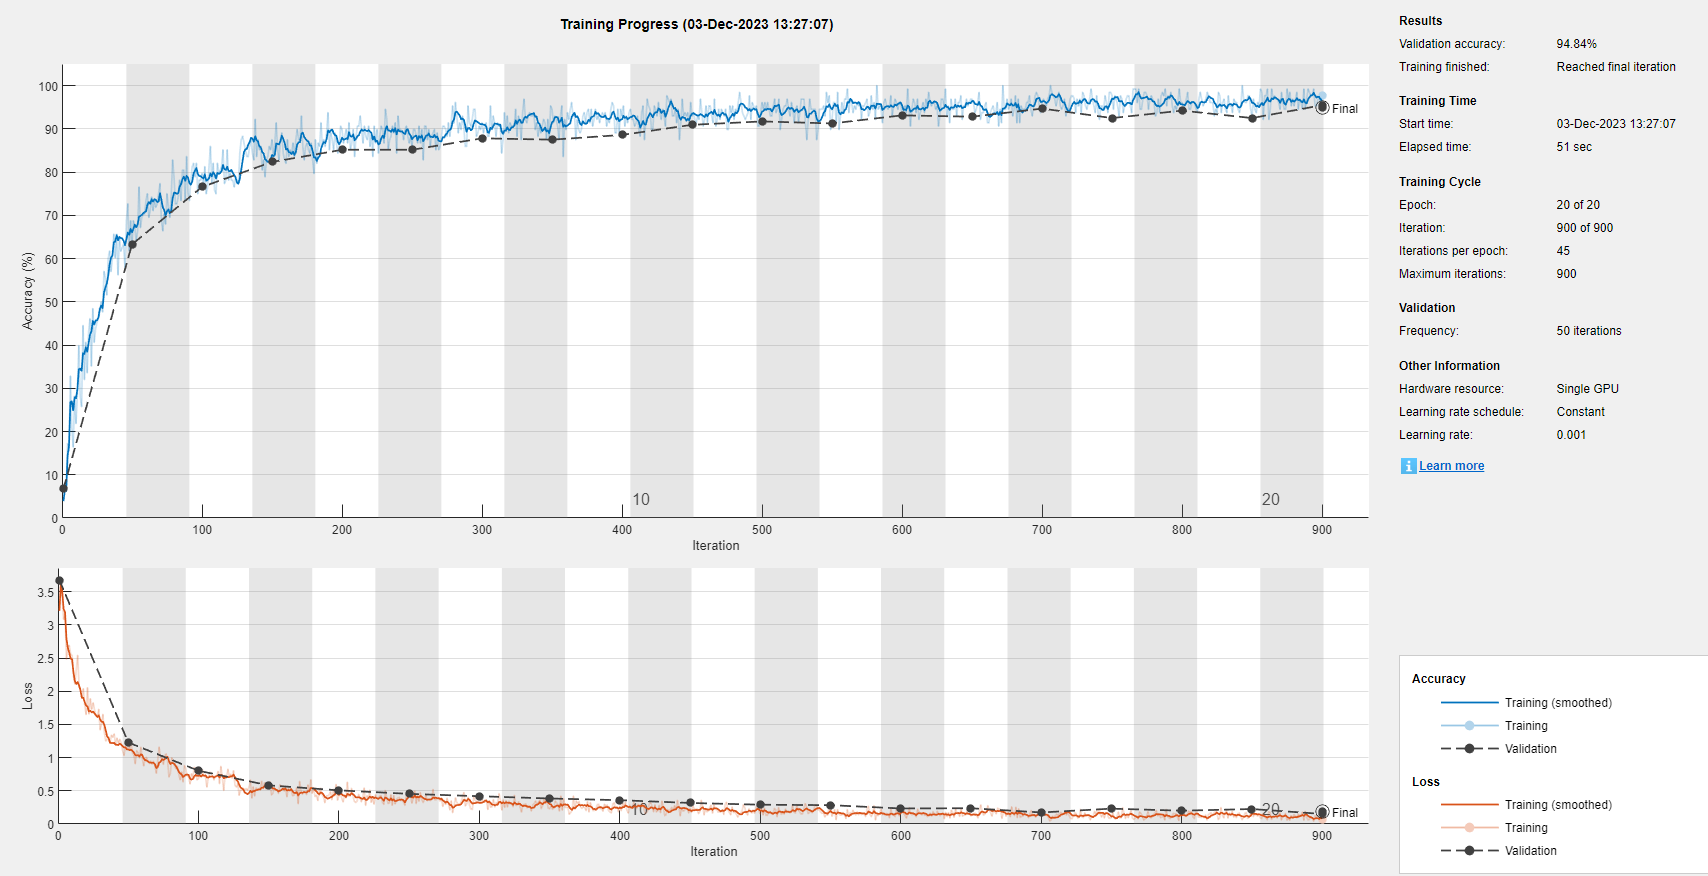 Training Progress (03-Dec-2023 13:27:07)
100
90
80
70
60
50
40
30
20
10
0
Accuracy (%)
10
20
Final
0 100 200 300 400 500 600 700 800 900
Iteration
3.5
3
2.5
2
1.5
1
0.5
0
Loss
10
20
Final
0 100 200 300 400 500 600 700 800 900
Iteration
Results
Validation accuracy: 94.84%
Training finished: Reached final iteration
Training Time
Start time: 03-Dec-2023 13:27:07
Elapsed time: 51 sec
Training Cycle
Epoch: 20 of 20
Iteration: 900 of 900
Iterations per epoch: 45
Maximum iterations: 900
Validation
Frequency: 50 iterations
Other Information
Hardware resource: Single GPU
Learning rate schedule: Constant
Learning rate: 0.001
i Learn more
Accuracy
Training (smoothed)
Training
Validation
Loss
Training (smoothed)
Training
Validation